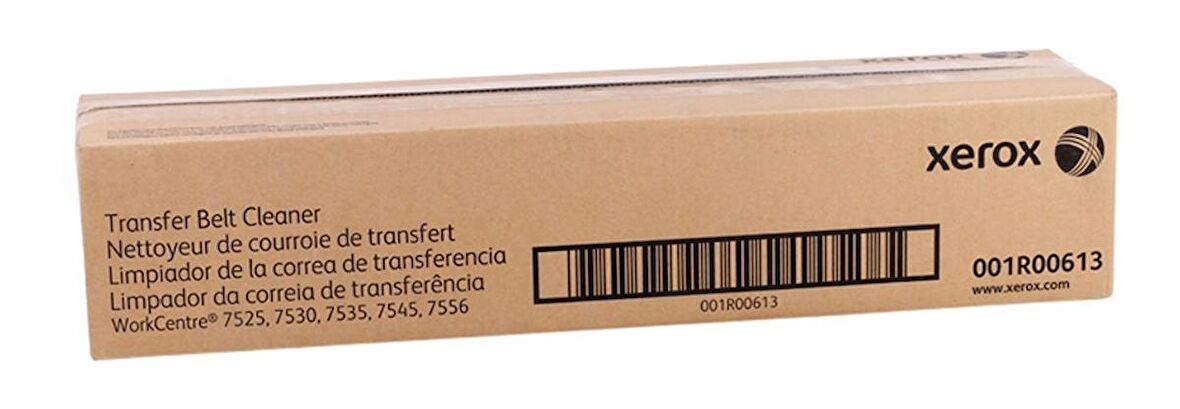 xerox
xerox
Transfer Belt Cleaner
Nettoyeur de courroie de transfert
Limpiador de la correa de transferencia
Limpador da correia de transferência
WorkCentre® 7525, 7530, 7535, 7545, 7556
001R00613
001R00613
www.xerox.com